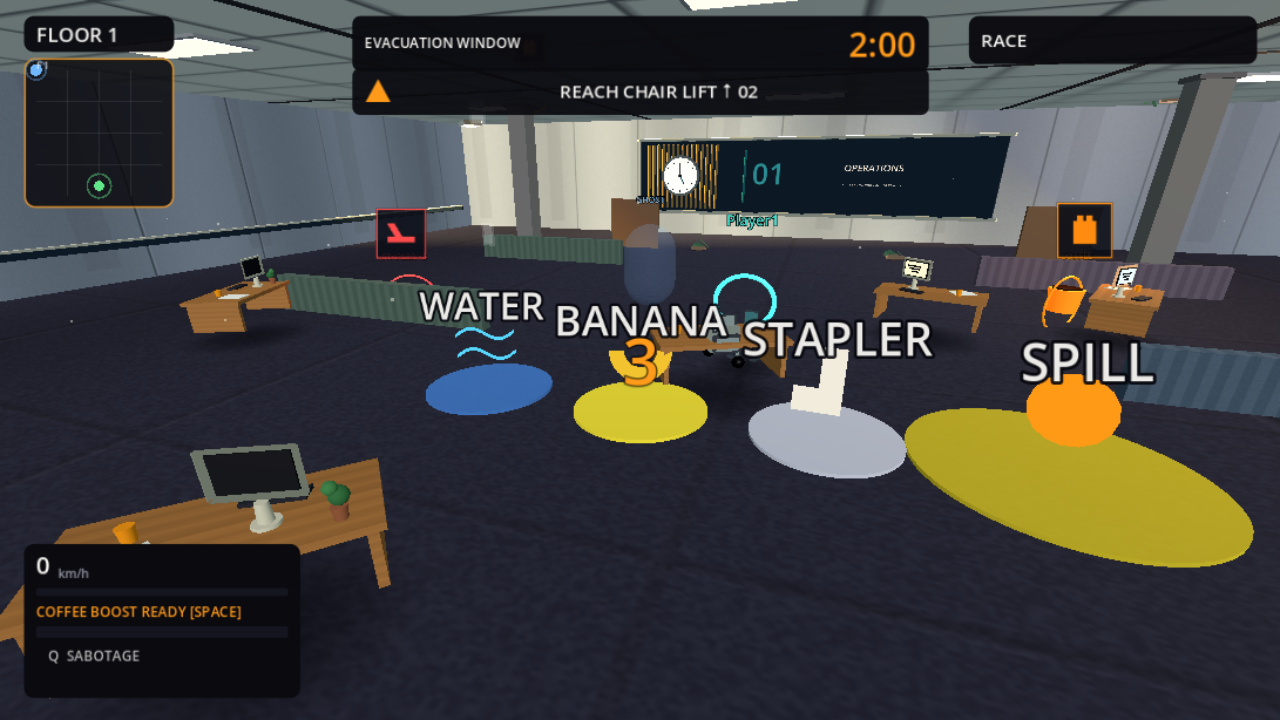 FLOOR 1
EVACUATION WINDOW
2:00
RACE
REACH CHAIR LIFT ↑ 02
01
OPERATIONS
Player1
WATER
BANANA
3
STAPLER
SPILL
0 km/h
COFFEE BOOST READY [SPACE]
Q SABOTAGE